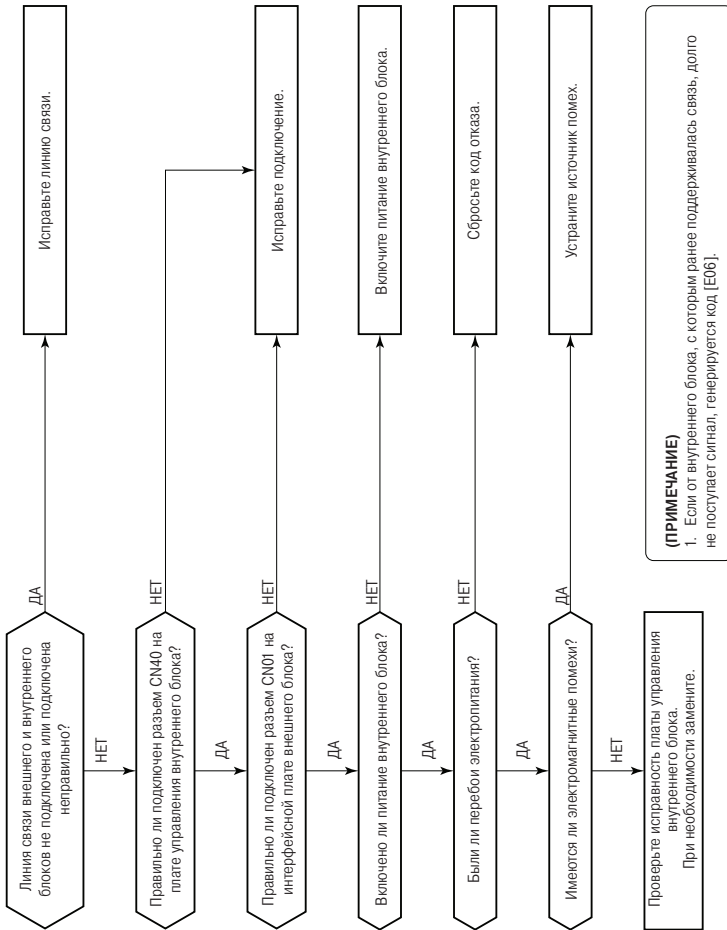 Линия связи внешнего и внутреннего
блоков не подключена или подключена
неправильно?
ДА
Исправьте линию связи.
НЕТ
Правильно ли подключен разъем CN40 на
плате управления внутреннего блока?
НЕТ
ДА
Правильно ли подключен разъем CN01 на
интерфейсной плате внешнего блока?
НЕТ
Исправьте подключение.
ДА
Включено ли питание внутреннего блока?
НЕТ
Включите питание внутреннего блока.
ДА
Были ли перебои электропитания?
НЕТ
Сбросьте код отказа.
ДА
Имеются ли электромагнитные помехи?
ДА
Устраните источник помех.
НЕТ
Проверьте исправность платы управления
внутреннего блока.
При необходимости замените.
(ПРИМЕЧАНИЕ)
1. Если от внутреннего блока, с которым ранее поддерживалась связь, долго
не поступает сигнал, генерируется код [E06].